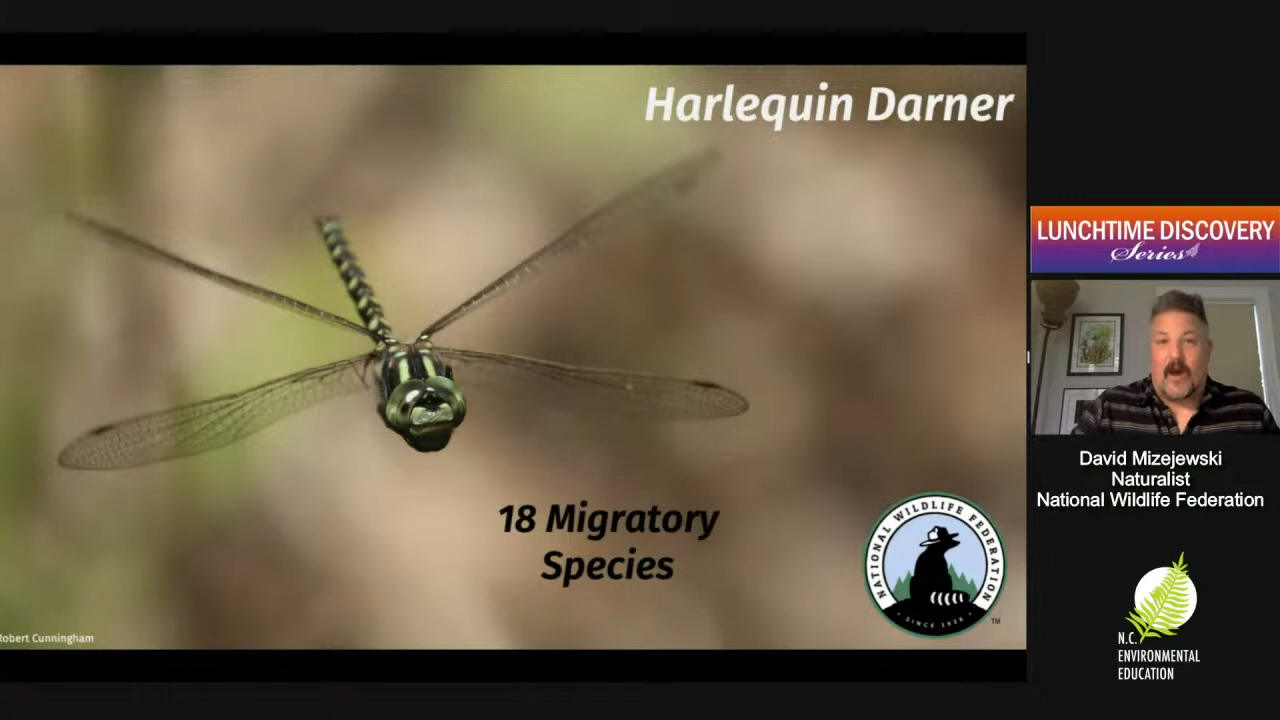 Harlequin Darner
18 Migratory
Species
Robert Cunningham
NATIONAL WILDLIFE FEDERATION
SINCE 1936
TM
LUNCHTIME DISCOVERY
Series
David Mizejewski
Naturalist
National Wildlife Federation
N.C.
ENVIRONMENTAL
EDUCATION